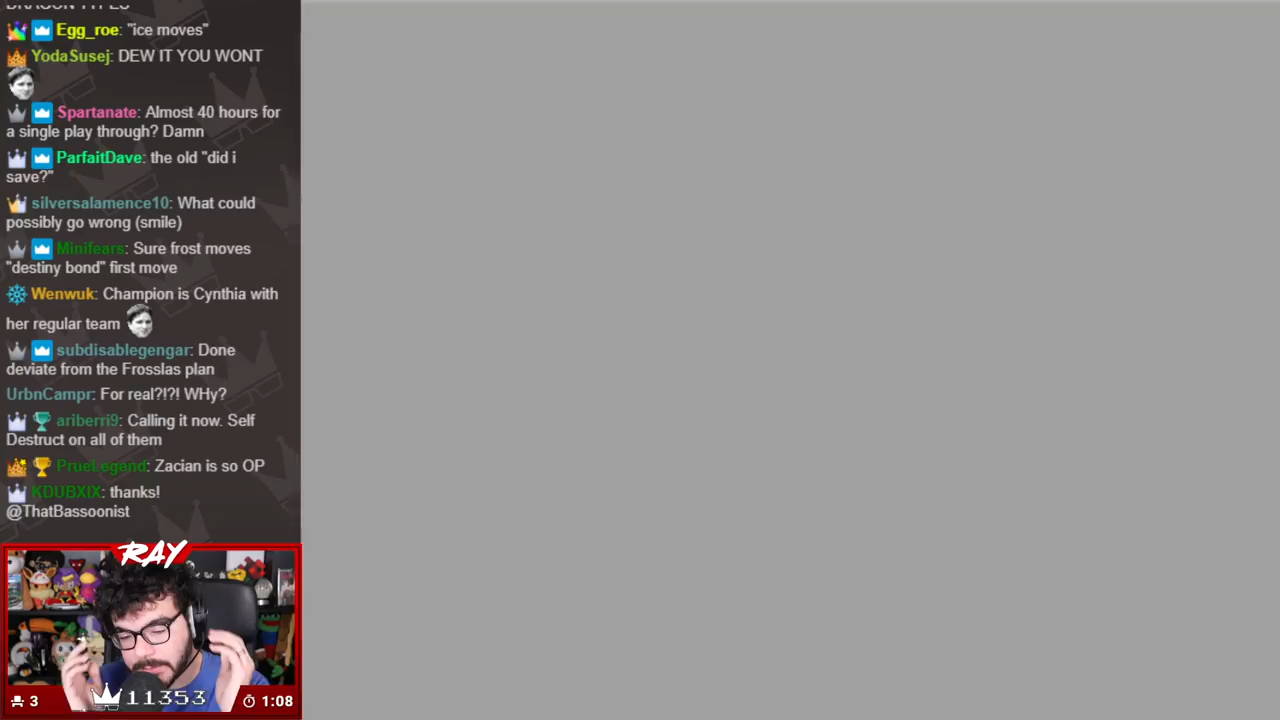 DRAGON TYPES
Egg_roe: "ice moves"
YodaSusej: DEW IT YOU WONT
Spartanate: Almost 40 hours for
a single play through? Damn
ParfaitDave: the old "did i
save?"
silversalamence10: What could
possibly go wrong (smile)
Minifears: Sure frost moves
"destiny bond" first move
Wenwuk: Champion is Cynthia with
her regular team
subdisablegengar: Done
deviate from the Frosslas plan
UrbnCampr: For real?!?! WHy?
ariberri9: Calling it now. Self
Destruct on all of them
PrueLegend: Zacian is so OP
KDUBXIX: thanks!
@ThatBassoonist
RAY
3
11353
1:08